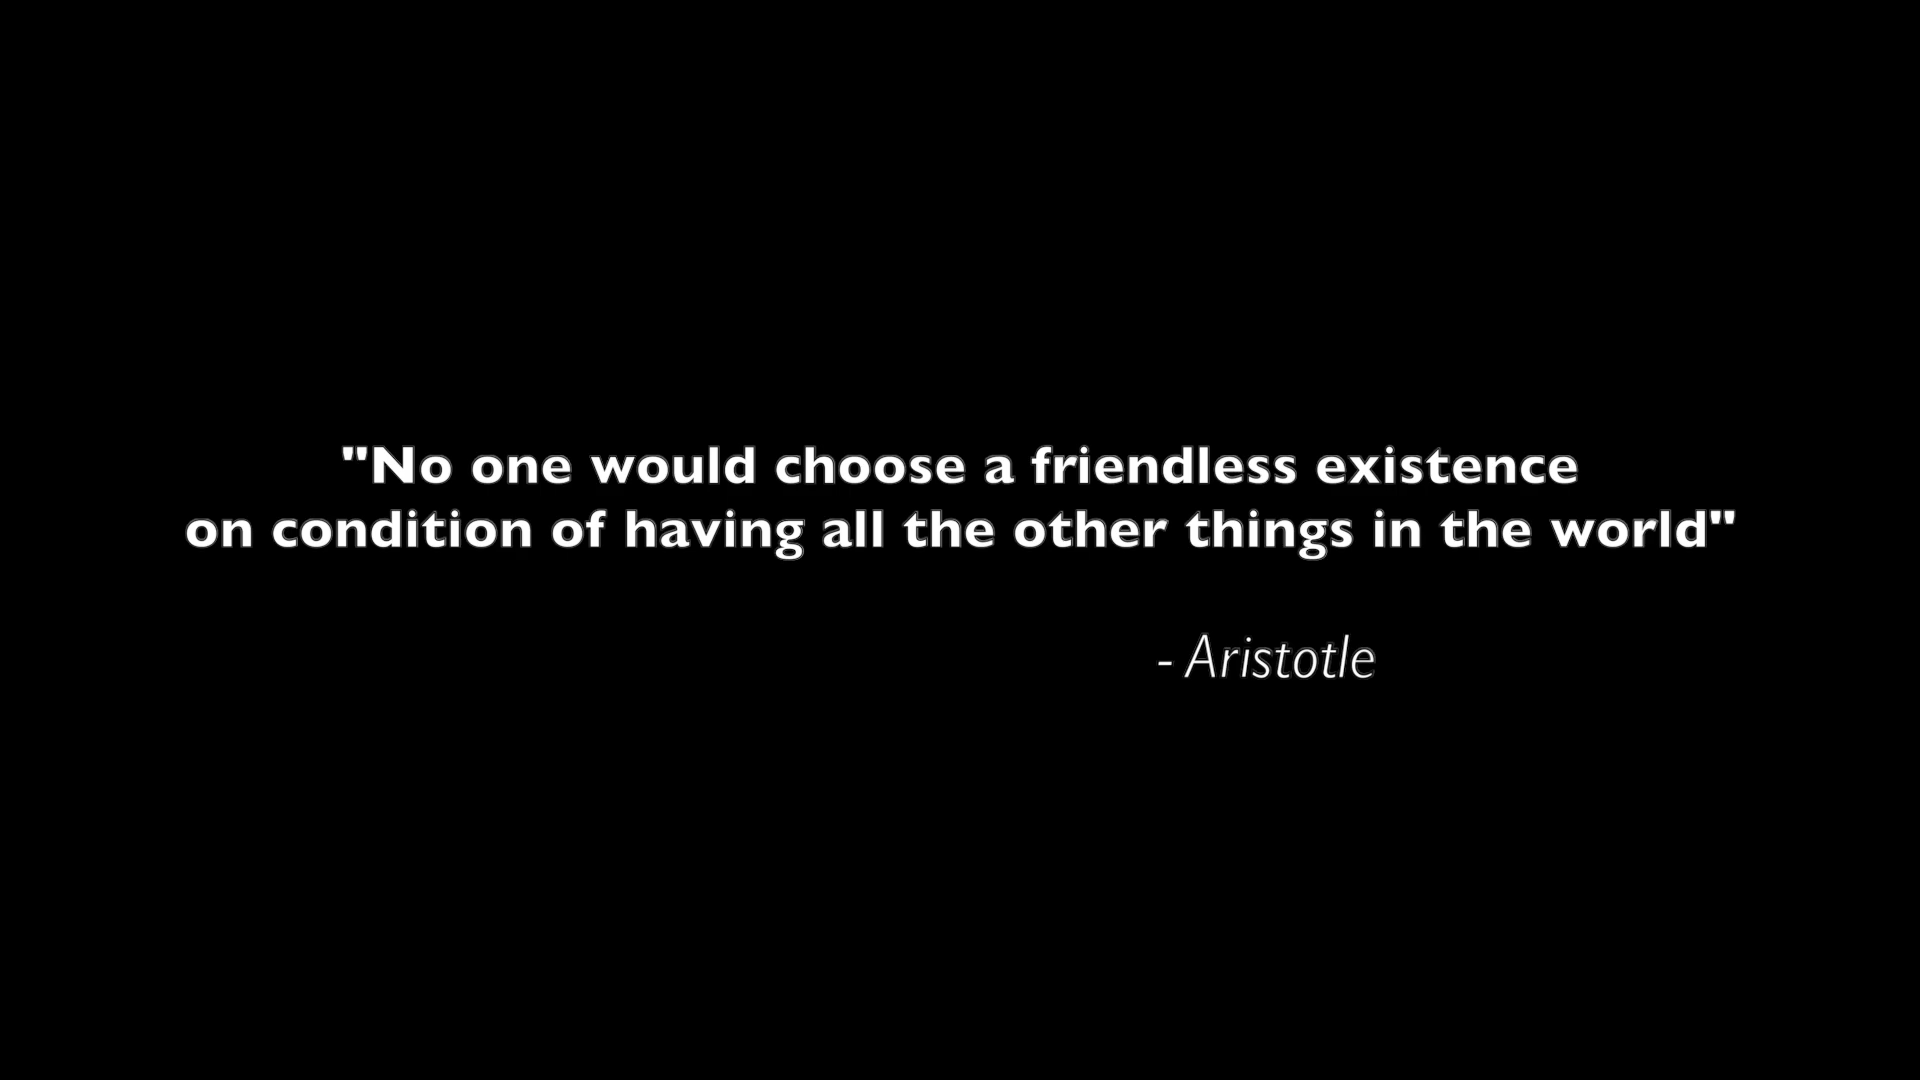 "No one would choose a friendless existence
on condition of having all the other things in the world"
- Aristotle